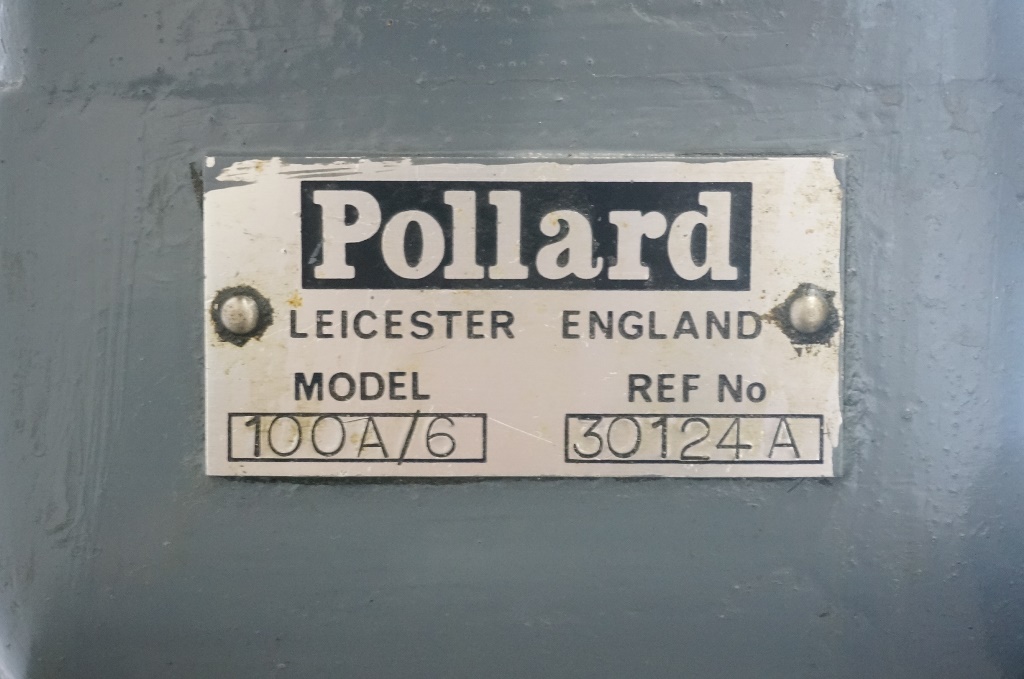 Pollard
LEICESTER ENGLAND
MODEL REF No
100A/6 30124 A